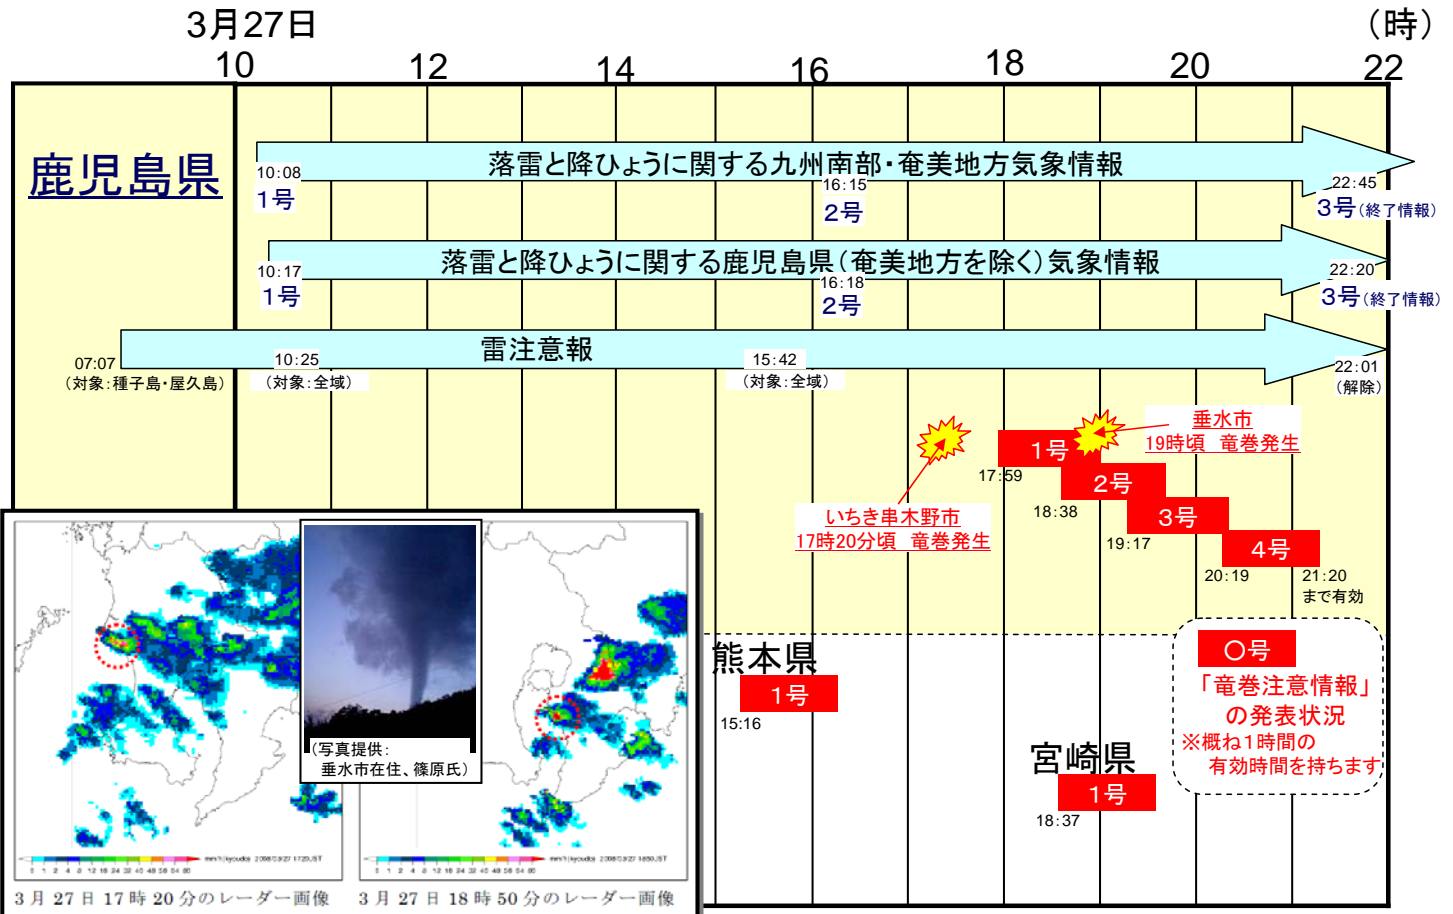 3月27日
(時)
10 12 14 16 18 20 22
鹿児島県
落雷と降ひょうに関する九州南部・奄美地方気象情報
10:08
16:15
22:45
1号
2号
3号(終了情報)
落雷と降ひょうに関する鹿児島県(奄美地方を除く)気象情報
10:17
16:18
22:20
1号
2号
3号(終了情報)
雷注意報
07:07
10:25
15:42
22:01
(対象:種子島・屋久島)
(対象:全域)
(対象:全域)
(解除)
垂水市
19時頃 竜巻発生
1号
17:59
2号
18:38
いちき串木野市
17時20分頃 竜巻発生
3号
19:17
4号
20:19
21:20
まで有効
熊本県
1号
15:16
宮崎県
1号
18:37
〇号
「竜巻注意情報」
の発表状況
※概ね1時間の
有効時間を持ちます
(写真提供:
垂水市在住、篠原氏)
3月27日17時20分のレーダー画像
3月27日18時50分のレーダー画像